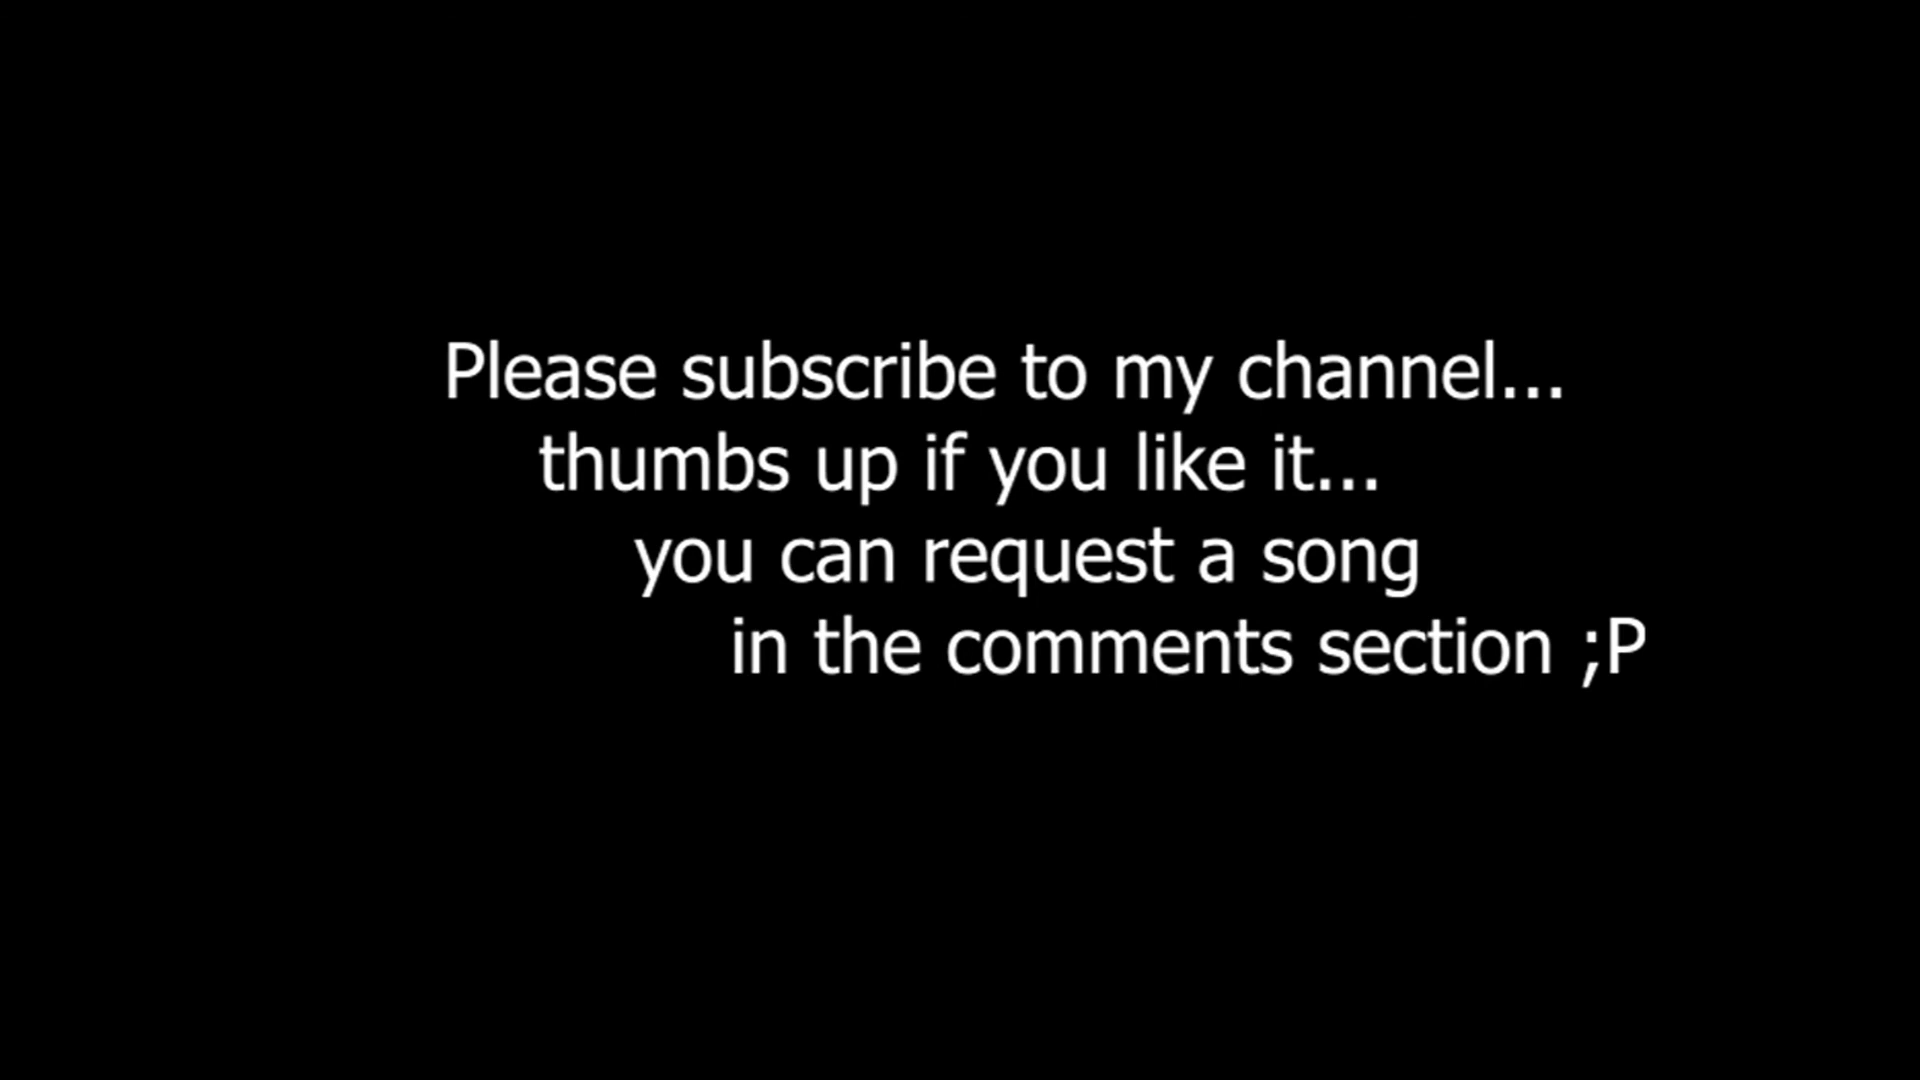 Please subscribe to my channel...
thumbs up if you like it...
you can request a song
in the comments section ;P